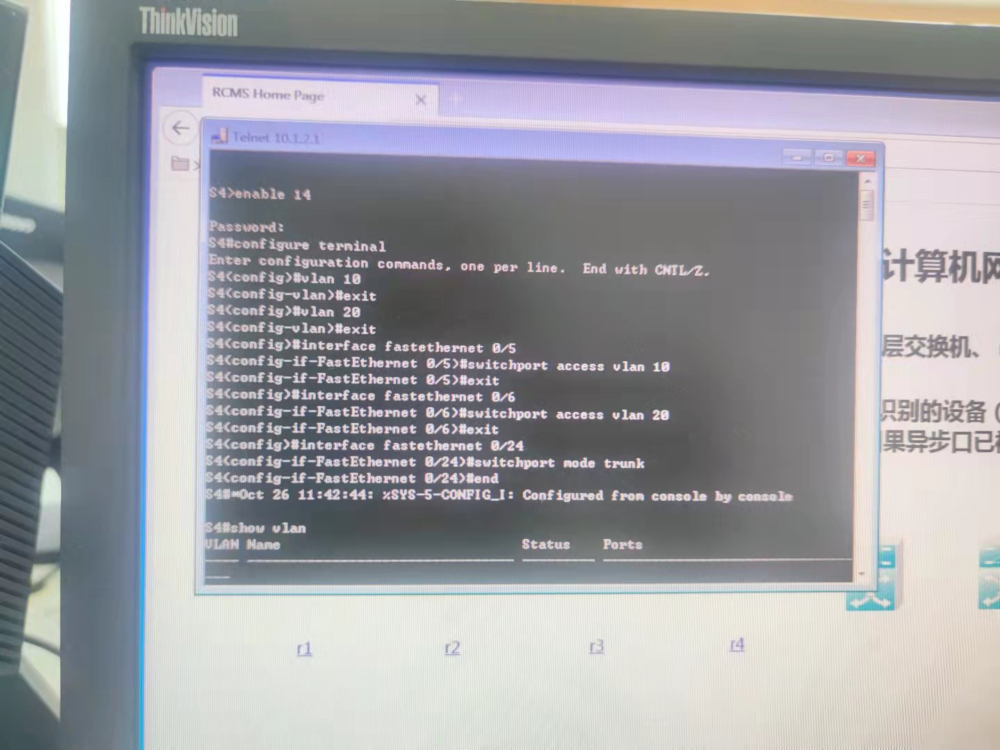 ThinkVision
RCMS Home Page
Telnet 10.1.2.1
S4>enable 14
Password:
S4#configure terminal
Enter configuration commands, one per line.  End with CNTL/Z.
S4(config)#vlan 10
S4(config-vlan)#exit
S4(config)#vlan 20
S4(config-vlan)#exit
S4(config)#interface fastethernet 0/5
S4(config-if-FastEthernet 0/5)#switchport access vlan 10
S4(config-if-FastEthernet 0/5)#exit
S4(config)#interface fastethernet 0/6
S4(config-if-FastEthernet 0/6)#switchport access vlan 20
S4(config-if-FastEthernet 0/6)#exit
S4(config)#interface fastethernet 0/24
S4(config-if-FastEthernet 0/24)#switchport mode trunk
S4(config-if-FastEthernet 0/24)#end
S4#*Oct 26 11:42:44: %SYS-5-CONFIG_I: Configured from console by console
S4#show vlan
VLAN Name Status Ports
计算机网
层交换机、
识别的设备（
果异步口已
r1 r2 r3 r4